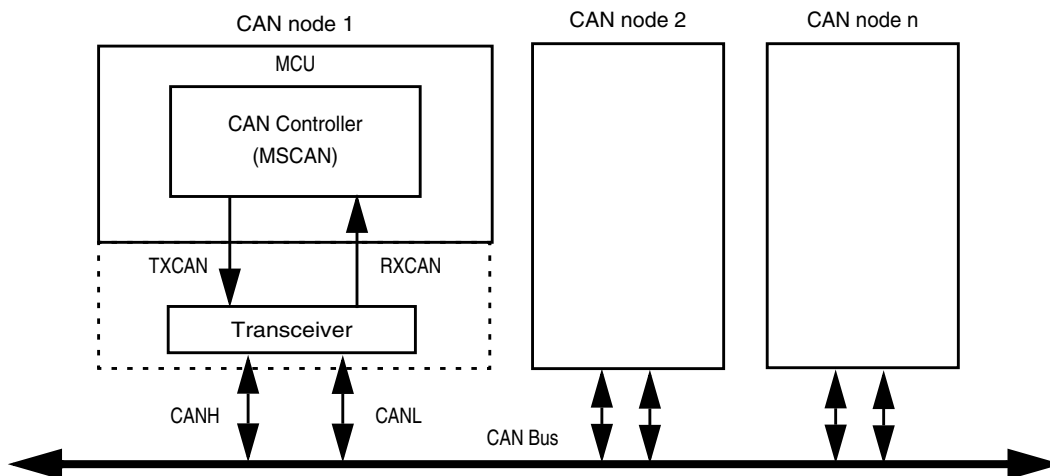 CAN node 1
CAN node 2
CAN node n
MCU
CAN Controller
(MSCAN)
TXCAN
RXCAN
Transceiver
CANH
CANL
CAN Bus